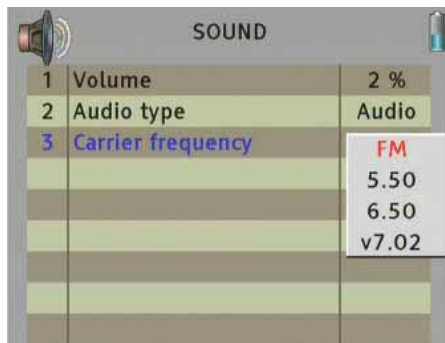 SOUND
1 Volume 2 %
2 Audio type Audio
3 Carrier frequency FM
5.50
6.50
v7.02